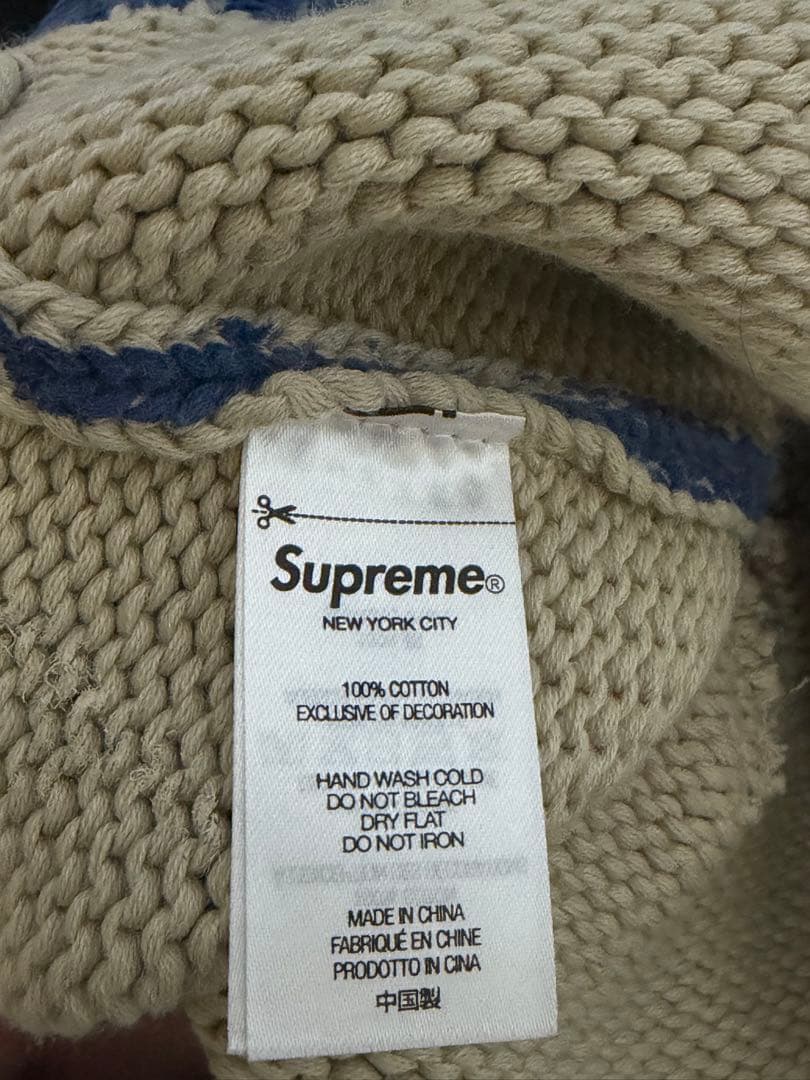 Supreme®
NEW YORK CITY
100% COTTON
EXCLUSIVE OF DECORATION
HAND WASH COLD
DO NOT BLEACH
DRY FLAT
DO NOT IRON
MADE IN CHINA
FABRIQUÉ EN CHINE
PRODOTTO IN CINA
中国製